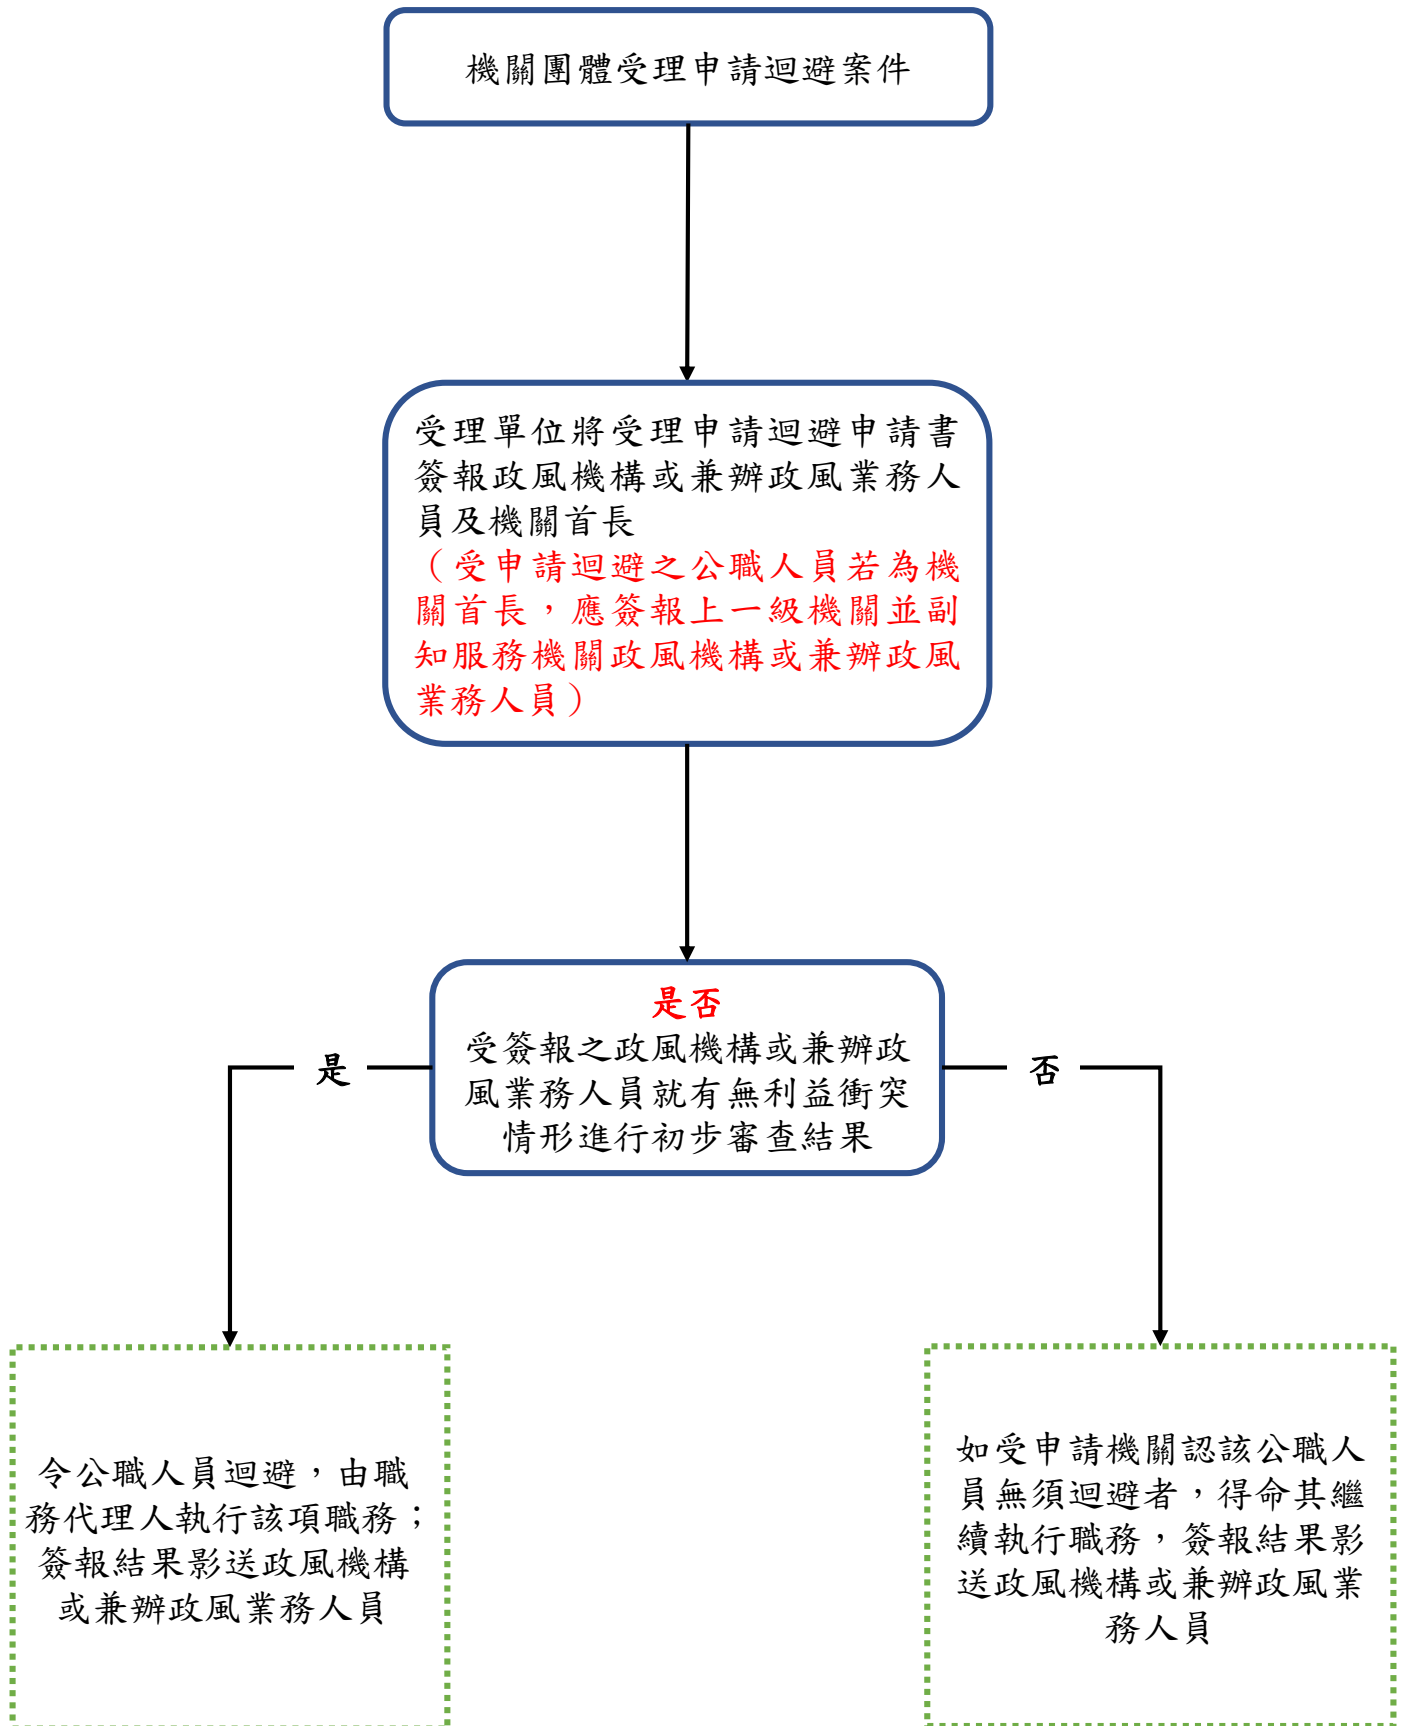 機關團體受理申請迴避案件
受理單位將受理申請迴避申請書
簽報政風機構或兼辦政風業務人
員及機關首長
（受申請迴避之公職人員若為機
關首長，應簽報上一級機關並副
知服務機關政風機構或兼辦政風
業務人員）
是否
受簽報之政風機構或兼辦政
風業務人員就有無利益衝突
情形進行初步審查結果
是
否
令公職人員迴避，由職
務代理人執行該項職務；
簽報結果影送政風機構
或兼辦政風業務人員
如受申請機關認該公職人
員無須迴避者，得命其繼
續執行職務，簽報結果影
送政風機構或兼辦政風業
務人員